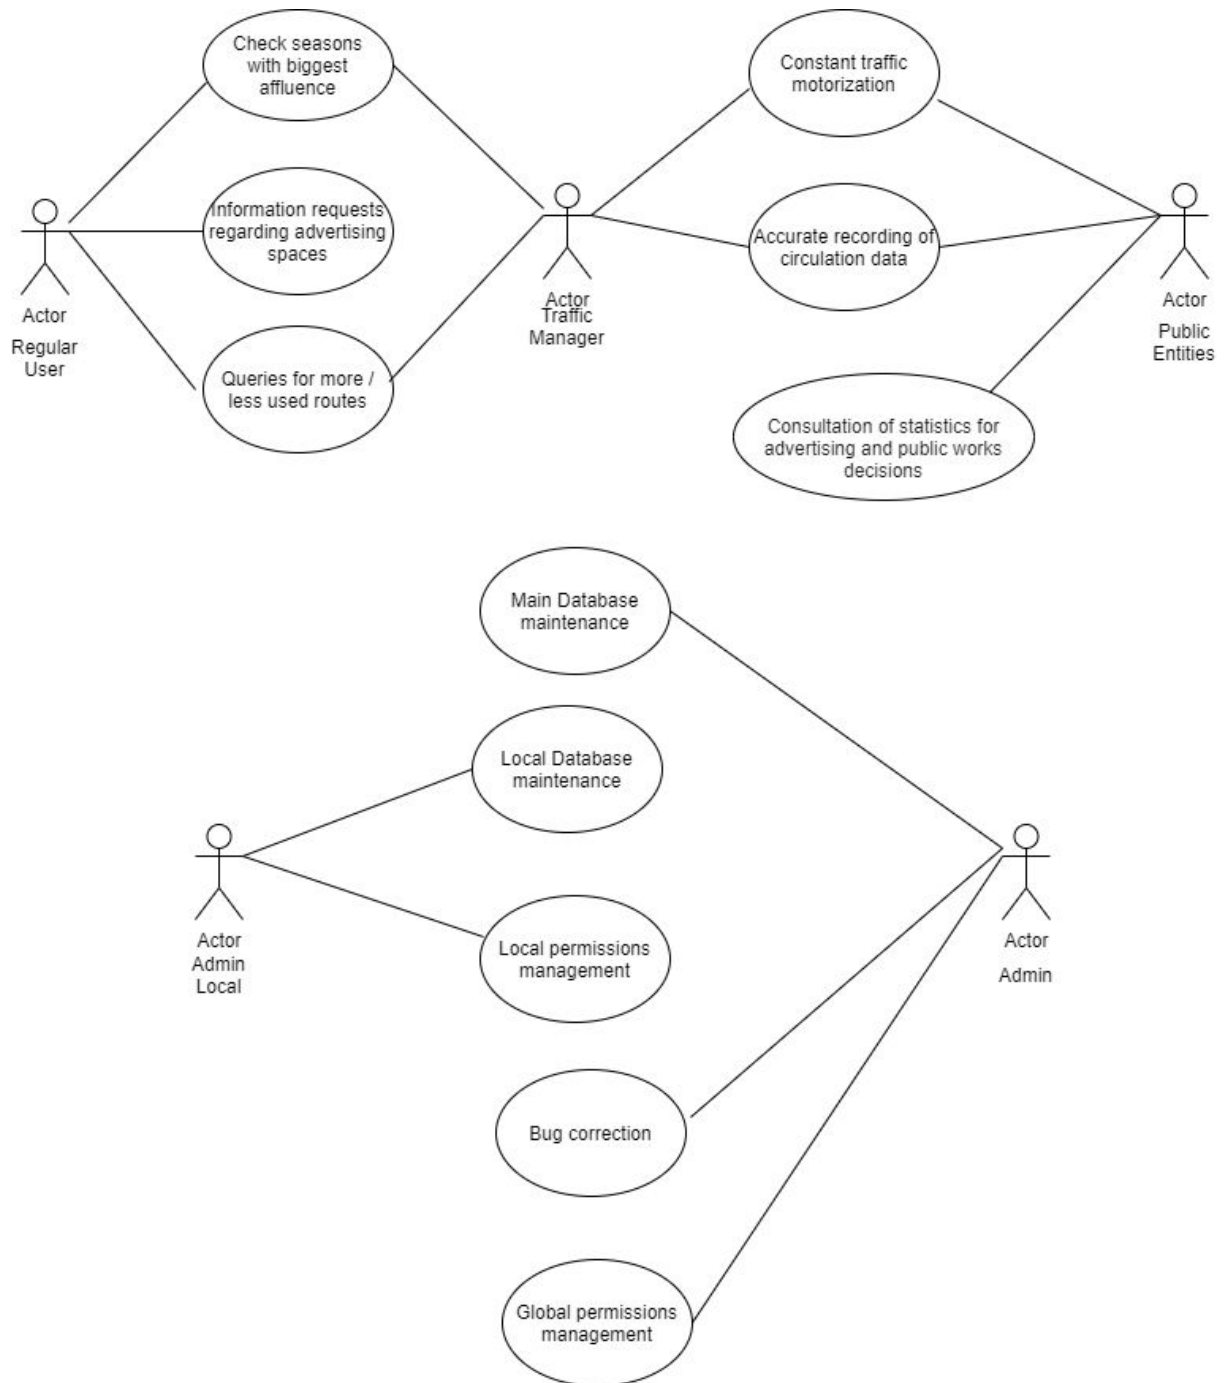 Check seasons
with biggest
affluence
Constant traffic
motorization
Information requests
regarding advertising
spaces
Accurate recording of
circulation data
Actor
Regular
User
Actor
Traffic
Manager
Actor
Public
Entities
Queries for more /
less used routes
Consultation of statistics for
advertising and public works
decisions
Main Database
maintenance
Local Database
maintenance
Actor
Admin
Local
Actor
Admin
Local permissions
management
Bug correction
Global permissions
management